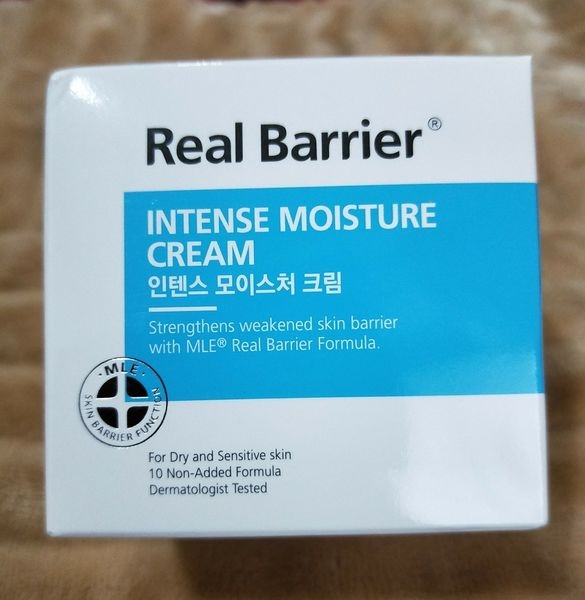 Real Barrier®
INTENSE MOISTURE
CREAM
인텐스 모이스처 크림
Strengthens weakened skin barrier
with MLE® Real Barrier Formula.
·MLE·
SKIN BARRIER FUNCTION
For Dry and Sensitive skin
10 Non-Added Formula
Dermatologist Tested